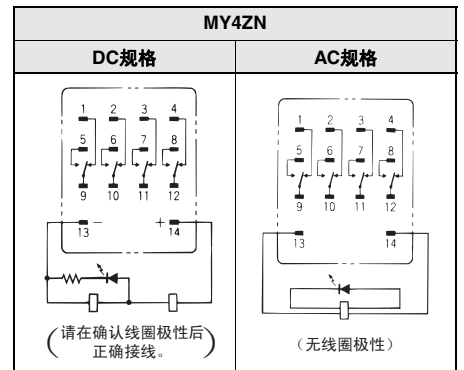 MY4ZN
DC规格
AC规格
1 2 3 4
5 6 7 8
9 10 11 12
13 − + 14
(请在确认线圈极性后
正确接线。)
1 2 3 4
5 6 7 8
9 10 11 12
13 14
（无线圈极性）